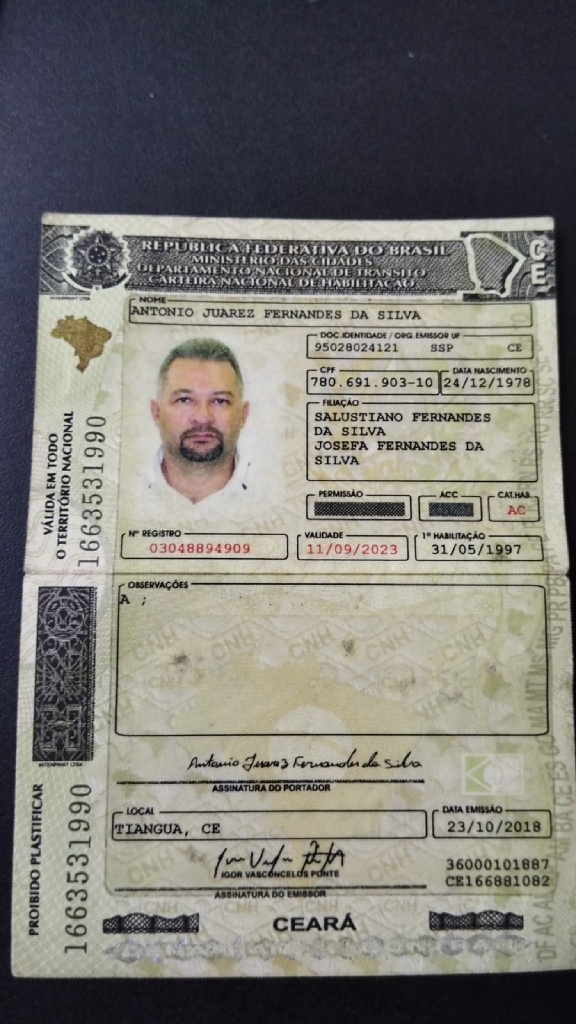 REPÚBLICA FEDERATIVA DO BRASIL
MINISTÉRIO DAS CIDADES
DEPARTAMENTO NACIONAL DE TRÂNSITO
CARTEIRA NACIONAL DE HABILITAÇÃO
CE
NOME
ANTONIO JUAREZ FERNANDES DA SILVA
DOC. IDENTIDADE / ORG. EMISSOR UF
95028024121 SSP CE
CPF
780.691.903-10
DATA NASCIMENTO
24/12/1978
FILIAÇÃO
SALUSTIANO FERNANDES
DA SILVA
JOSEFA FERNANDES DA
SILVA
PERMISSÃO
ACC
CAT.HAB.
AC
Nº REGISTRO
03048894909
VALIDADE
11/09/2023
1ª HABILITAÇÃO
31/05/1997
VÁLIDA EM TODO
O TERRITÓRIO NACIONAL
1663531990
OBSERVAÇÕES
A ;
Antonio Juarez Fernandes da Silva
ASSINATURA DO PORTADOR
LOCAL
TIANGUA, CE
DATA EMISSÃO
23/10/2018
IGOR VASCONCELOS PONTE
ASSINATURA DO EMISSOR
36000101887
CE166881082
PROIBIDO PLASTIFICAR
1663531990
CEARÁ